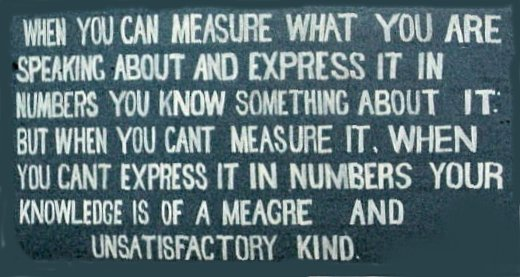 WHEN YOU CAN MEASURE WHAT YOU ARE
SPEAKING ABOUT AND EXPRESS IT IN
NUMBERS YOU KNOW SOMETHING ABOUT IT.
BUT WHEN YOU CANT MEASURE IT, WHEN
YOU CANT EXPRESS IT IN NUMBERS YOUR
KNOWLEDGE IS OF A MEAGRE AND
UNSATISFACTORY KIND.